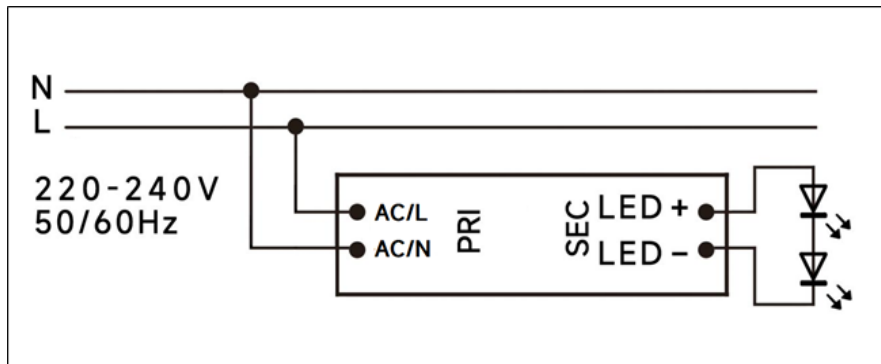 N
L
220-240V
50/60Hz
AC/L
AC/N
PRI
SEC
LED +
LED -